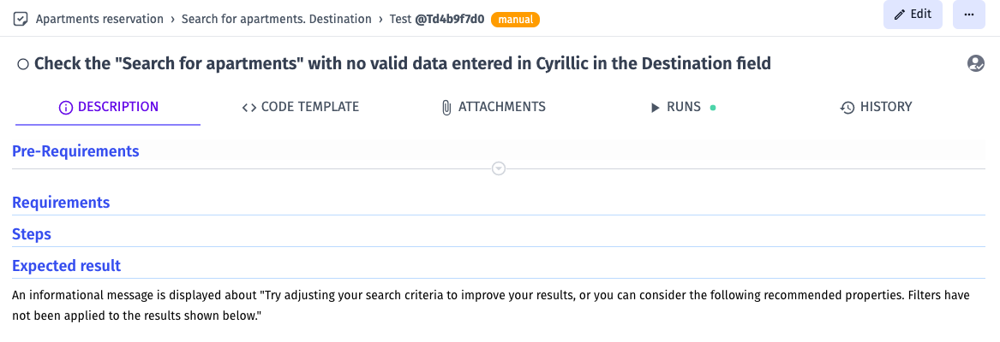 Apartments reservation › Search for apartments. Destination › Test @Td4b9f7d0 manual
Edit ...
Check the "Search for apartments" with no valid data entered in Cyrillic in the Destination field
DESCRIPTION <> CODE TEMPLATE ATTACHMENTS RUNS HISTORY
Pre-Requirements
Requirements
Steps
Expected result
An informational message is displayed about "Try adjusting your search criteria to improve your results, or you can consider the following recommended properties. Filters have
not been applied to the results shown below."